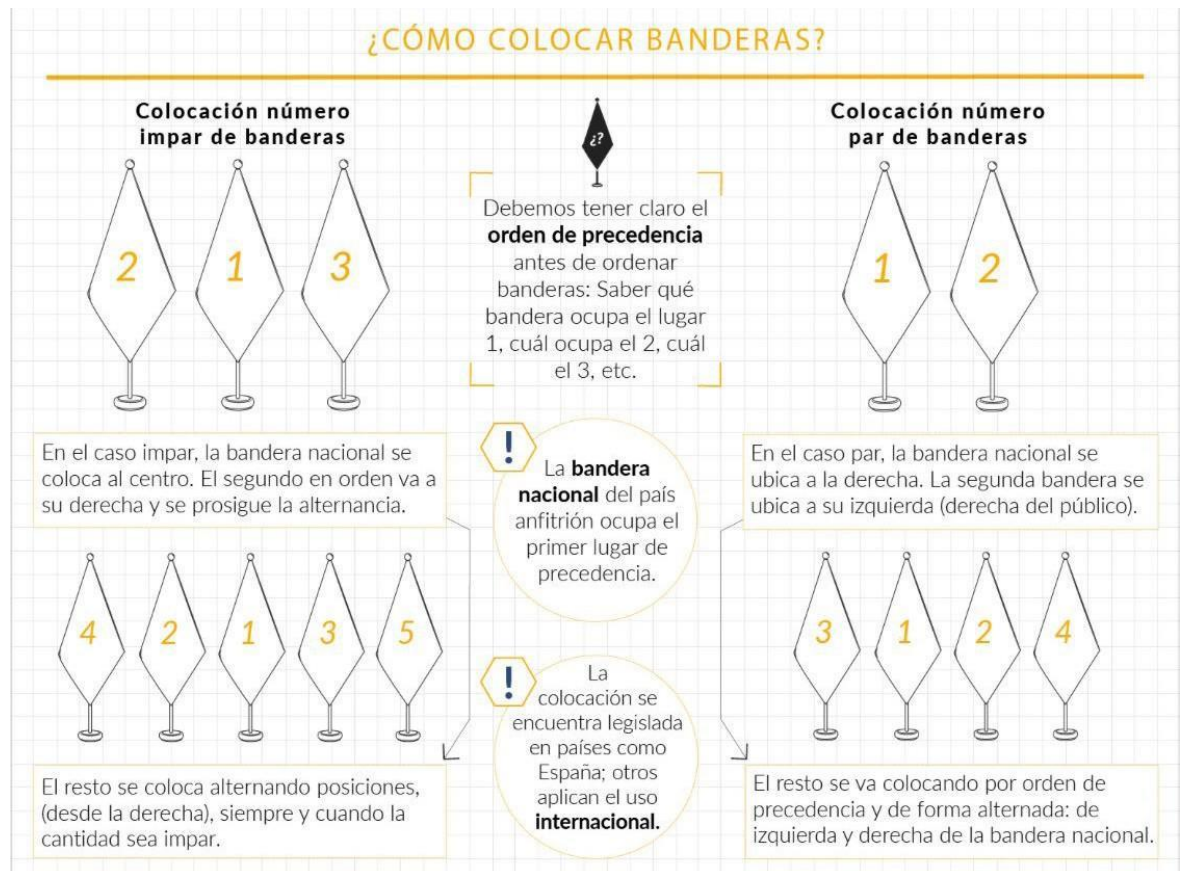 ¿CÓMO COLOCAR BANDERAS?
Colocación número
impar de banderas
2 1 3
En el caso impar, la bandera nacional se
coloca al centro. El segundo en orden va a
su derecha y se prosigue la alternancia.
4 2 1 3 5
El resto se coloca alternando posiciones,
(desde la derecha), siempre y cuando la
cantidad sea impar.
¿?
Debemos tener claro el
orden de precedencia
antes de ordenar
banderas: Saber qué
bandera ocupa el lugar
1, cuál ocupa el 2, cuál
el 3, etc.
!
La bandera
nacional del país
anfitrión ocupa el
primer lugar de
precedencia.
!
La
colocación se
encuentra legislada
en países como
España; otros
aplican el uso
internacional.
Colocación número
par de banderas
1 2
En el caso par, la bandera nacional se
ubica a la derecha. La segunda bandera se
ubica a su izquierda (derecha del público).
3 1 2 4
El resto se va colocando por orden de
precedencia y de forma alternada: de
izquierda y derecha de la bandera nacional.